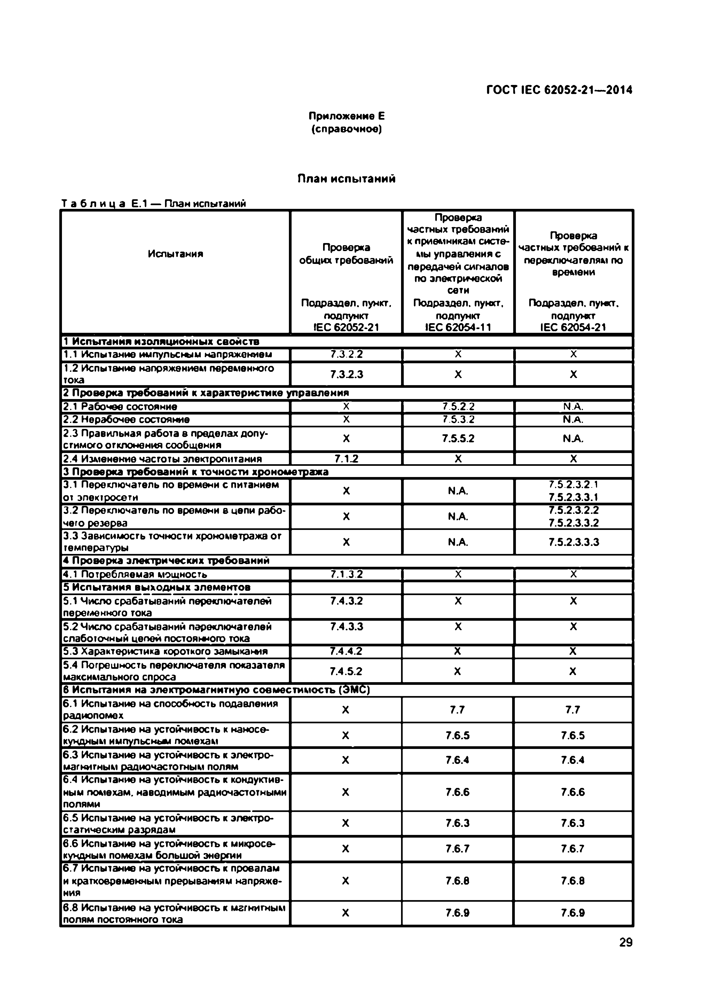 ГОСТ IEC 62052-21—2014
Приложение Е
(справочное)
План испытаний
Таблица Е.1 — План испытаний
Испытания
Проверка
общих требований
Подраздел, пункт,
подпункт
IEC 62052-21
Проверка
частных требований
к приемникам систе-
мы управления с
передачей сигналов
по электрической
сети
Подраздел, пункт,
подпункт
IEC 62054-11
Проверка
частных требований к
переключателям по
времени
Подраздел, пункт,
подпункт
IEC 62054-21
1 Испытания изоляционных свойств
1.1 Испытание импульсным напряжением 7.3.2.2 X X
1.2 Испытание напряжением переменного
тока 7.3.2.3 X X
2 Проверка требований к характеристике управления
2.1 Рабочее состояние X 7.5.2.2 N.A.
2.2 Нерабочее состояние X 7.5.3.2 N.A.
2.3 Правильная работа в пределах допу-
стимого отклонения сообщения X 7.5.5.2 N.A.
2.4 Изменение частоты электропитания 7.1.2 X X
3 Проверка требований к точности хронометража
3.1 Переключатель по времени с питанием
от электросети X N.A. 7.5.2.3.2.1
7.5.2.3.3.1
3.2 Переключатель по времени в цепи рабо-
чего резерва X N.A. 7.5.2.3.2.2
7.5.2.3.3.2
3.3 Зависимость точности хронометража от
температуры X N.A. 7.5.2.3.3.3
4 Проверка электрических требований
4.1 Потребляемая мощность 7.1.3.2 X X
5 Испытания выходных элементов
5.1 Число срабатываний переключателей
переменного тока 7.4.3.2 X X
5.2 Число срабатываний переключателей
слаботочный цепей постоянного тока 7.4.3.3 X X
5.3 Характеристика короткого замыкания 7.4.4.2 X X
5.4 Погрешность переключателя показателя
максимального спроса 7.4.5.2 X X
6 Испытания на электромагнитную совместимость (ЭМС)
6.1 Испытание на способность подавления
радиопомех X 7.7 7.7
6.2 Испытание на устойчивость к наносе-
кундным импульсным помехам X 7.6.5 7.6.5
6.3 Испытание на устойчивость к электро-
магнитным радиочастотным полям X 7.6.4 7.6.4
6.4 Испытание на устойчивость к кондуктив-
ным помехам, наводимым радиочастотными
полями X 7.6.6 7.6.6
6.5 Испытание на устойчивость к электро-
статическим разрядам X 7.6.3 7.6.3
6.6 Испытание на устойчивость к микросе-
кундным помехам большой энергии X 7.6.7 7.6.7
6.7 Испытание на устойчивость к провалам
и кратковременным прерываниям напряже-
ния X 7.6.8 7.6.8
6.8 Испытание на устойчивость к магнитным
полям постоянного тока X 7.6.9 7.6.9
29